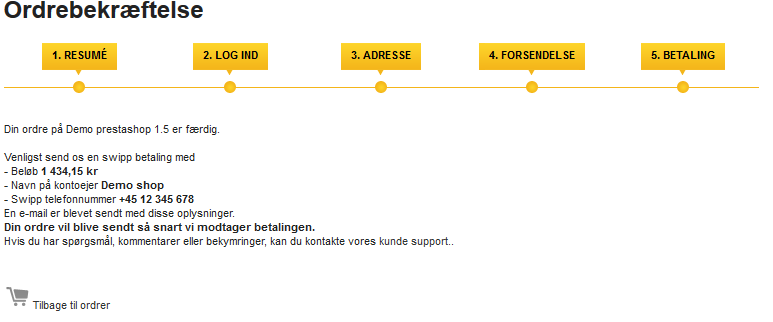 Ordrebekræftelse
1. RESUMÉ
2. LOG IND
3. ADRESSE
4. FORSENDELSE
5. BETALING
Din ordre på Demo prestashop 1.5 er færdig.
Venligst send os en swipp betaling med
- Beløb 1 434,15 kr
- Navn på kontoejer Demo shop
- Swipp telefonnummer +45 12 345 678
En e-mail er blevet sendt med disse oplysninger.
Din ordre vil blive sendt så snart vi modtager betalingen.
Hvis du har spørgsmål, kommentarer eller bekymringer, kan du kontakte vores kunde support..
Tilbage til ordrer